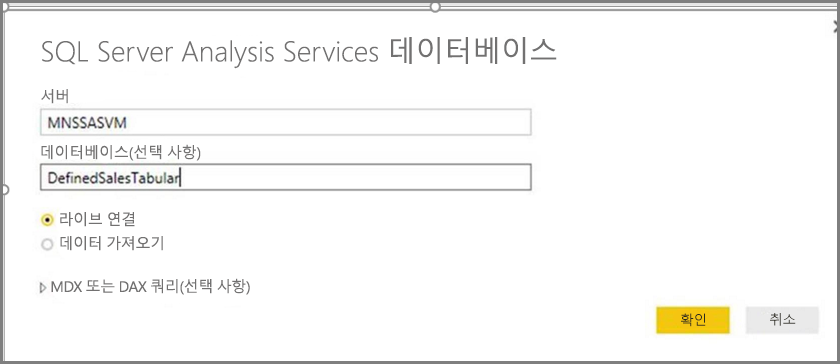 SQL Server Analysis Services 데이터베이스
서버
MNSSASVM
데이터베이스(선택 사항)
DefinedSalesTabular
라이브 연결
데이터 가져오기
MDX 또는 DAX 쿼리(선택 사항)
확인 취소